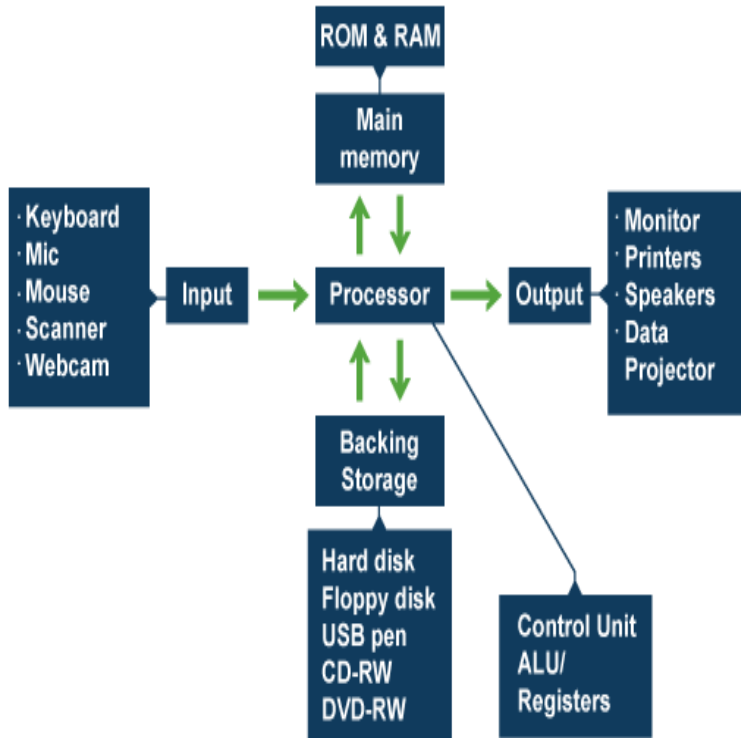 ROM & RAM
Main
memory
· Keyboard
· Mic
· Mouse
· Scanner
· Webcam
Input
Processor
Output
· Monitor
· Printers
· Speakers
· Data
Projector
Backing
Storage
Hard disk
Floppy disk
USB pen
CD-RW
DVD-RW
Control Unit
ALU/
Registers